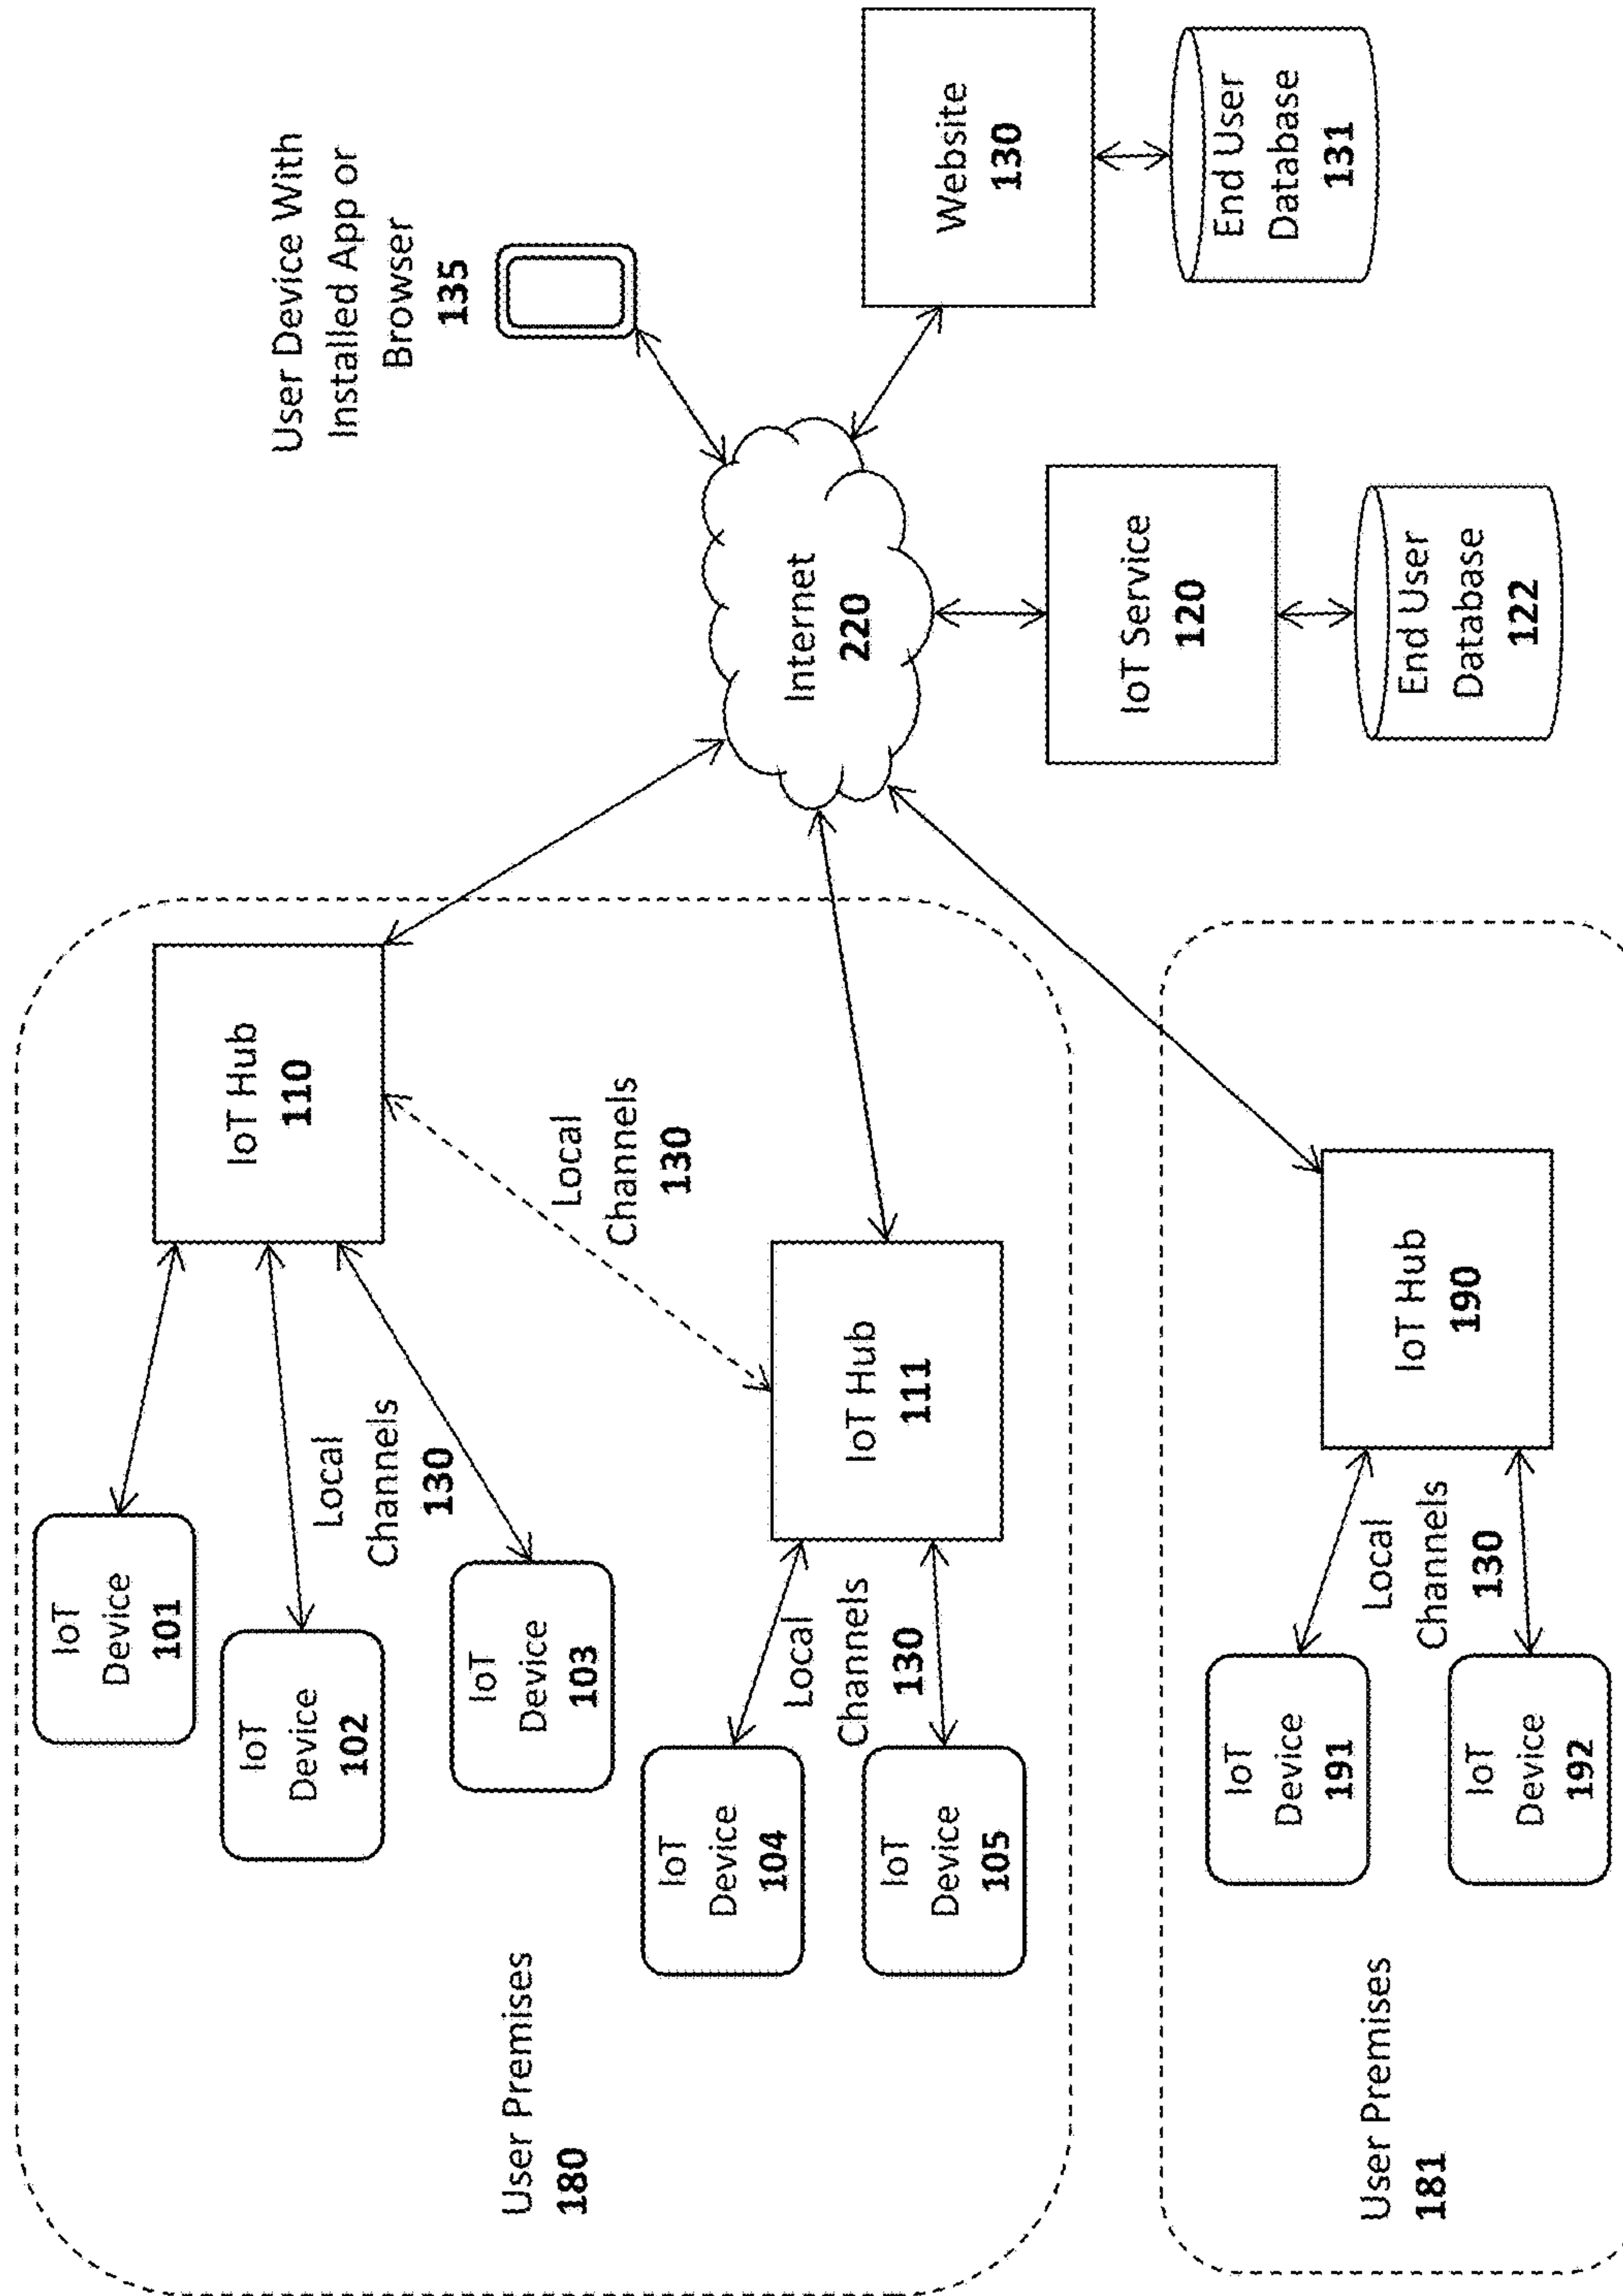 User Device With
Installed App or
Browser
135
Website
130
End User
Database
131
Internet
220
IoT Service
120
End User
Database
122
IoT Hub
110
Local
Channels
130
IoT Hub
111
IoT Hub
190
IoT
Device
101
IoT
Device
102
Local
Channels
130
IoT
Device
103
IoT
Device
104
Local
Channels
130
IoT
Device
105
User Premises
180
IoT
Device
191
Local
Channels
130
IoT
Device
192
User Premises
181